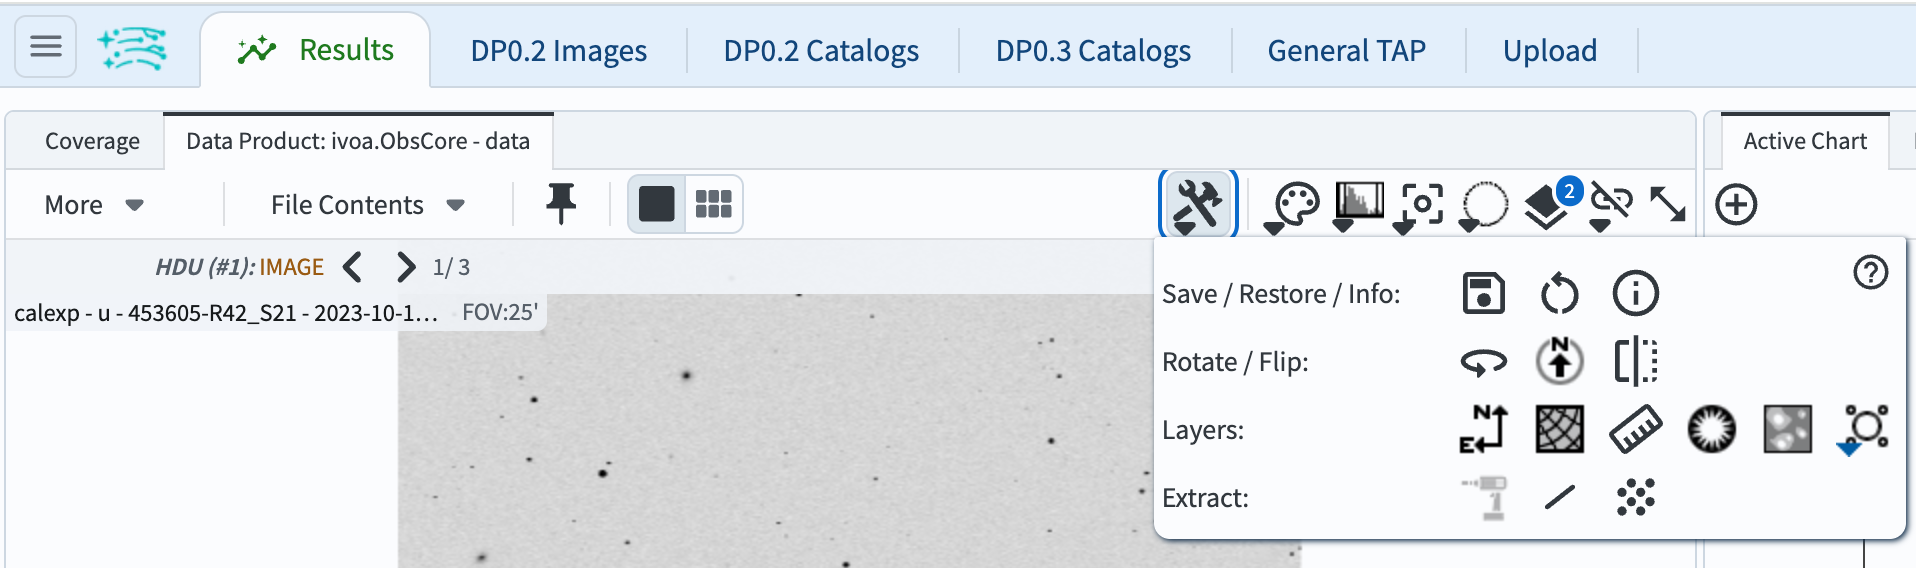 Results DP0.2 Images DP0.2 Catalogs DP0.3 Catalogs General TAP Upload
Coverage Data Product: ivoa.ObsCore - data Active Chart
More File Contents 2
HDU (#1): IMAGE 1/ 3
calexp - u - 453605-R42_S21 - 2023-10-1... FOV:25'
Save / Restore / Info:
Rotate / Flip: N
Layers: N E
Extract: